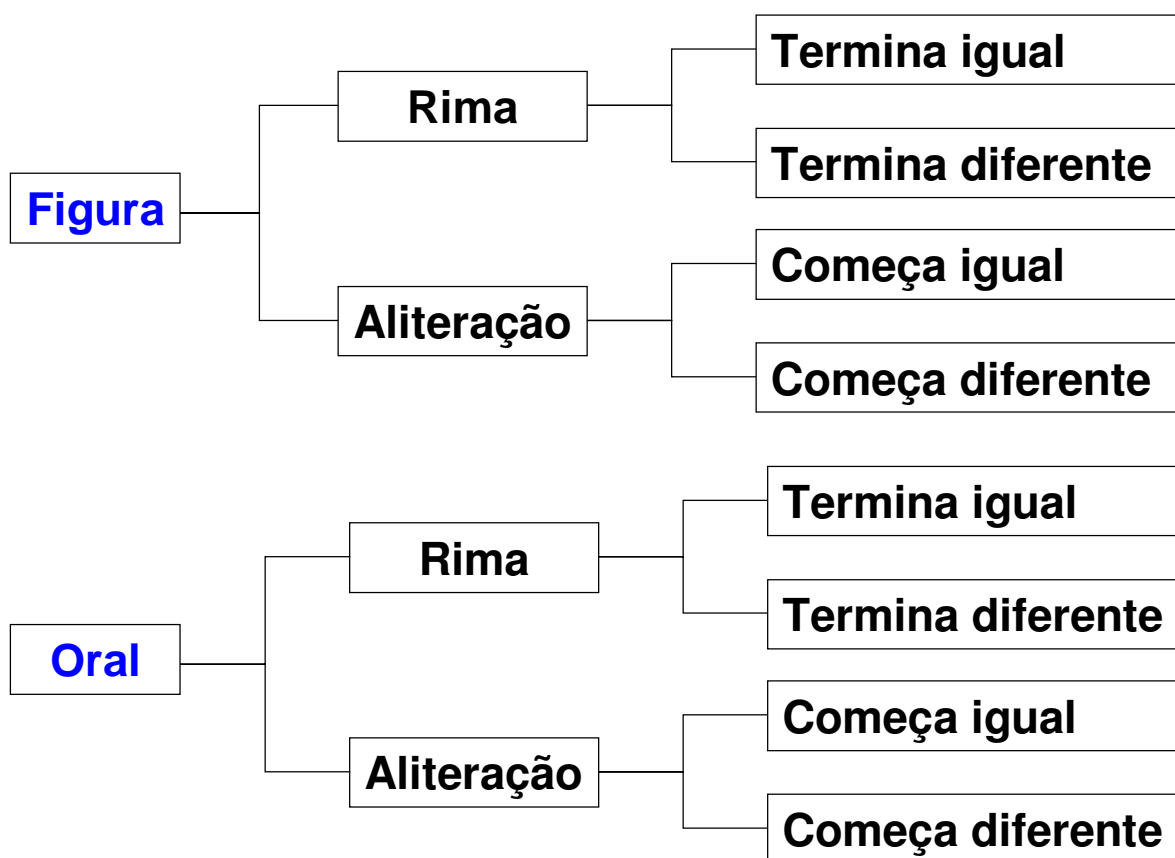 Termina igual
Rima
Termina diferente
Figura
Começa igual
Aliteração
Começa diferente
Termina igual
Rima
Termina diferente
Oral
Começa igual
Aliteração
Começa diferente